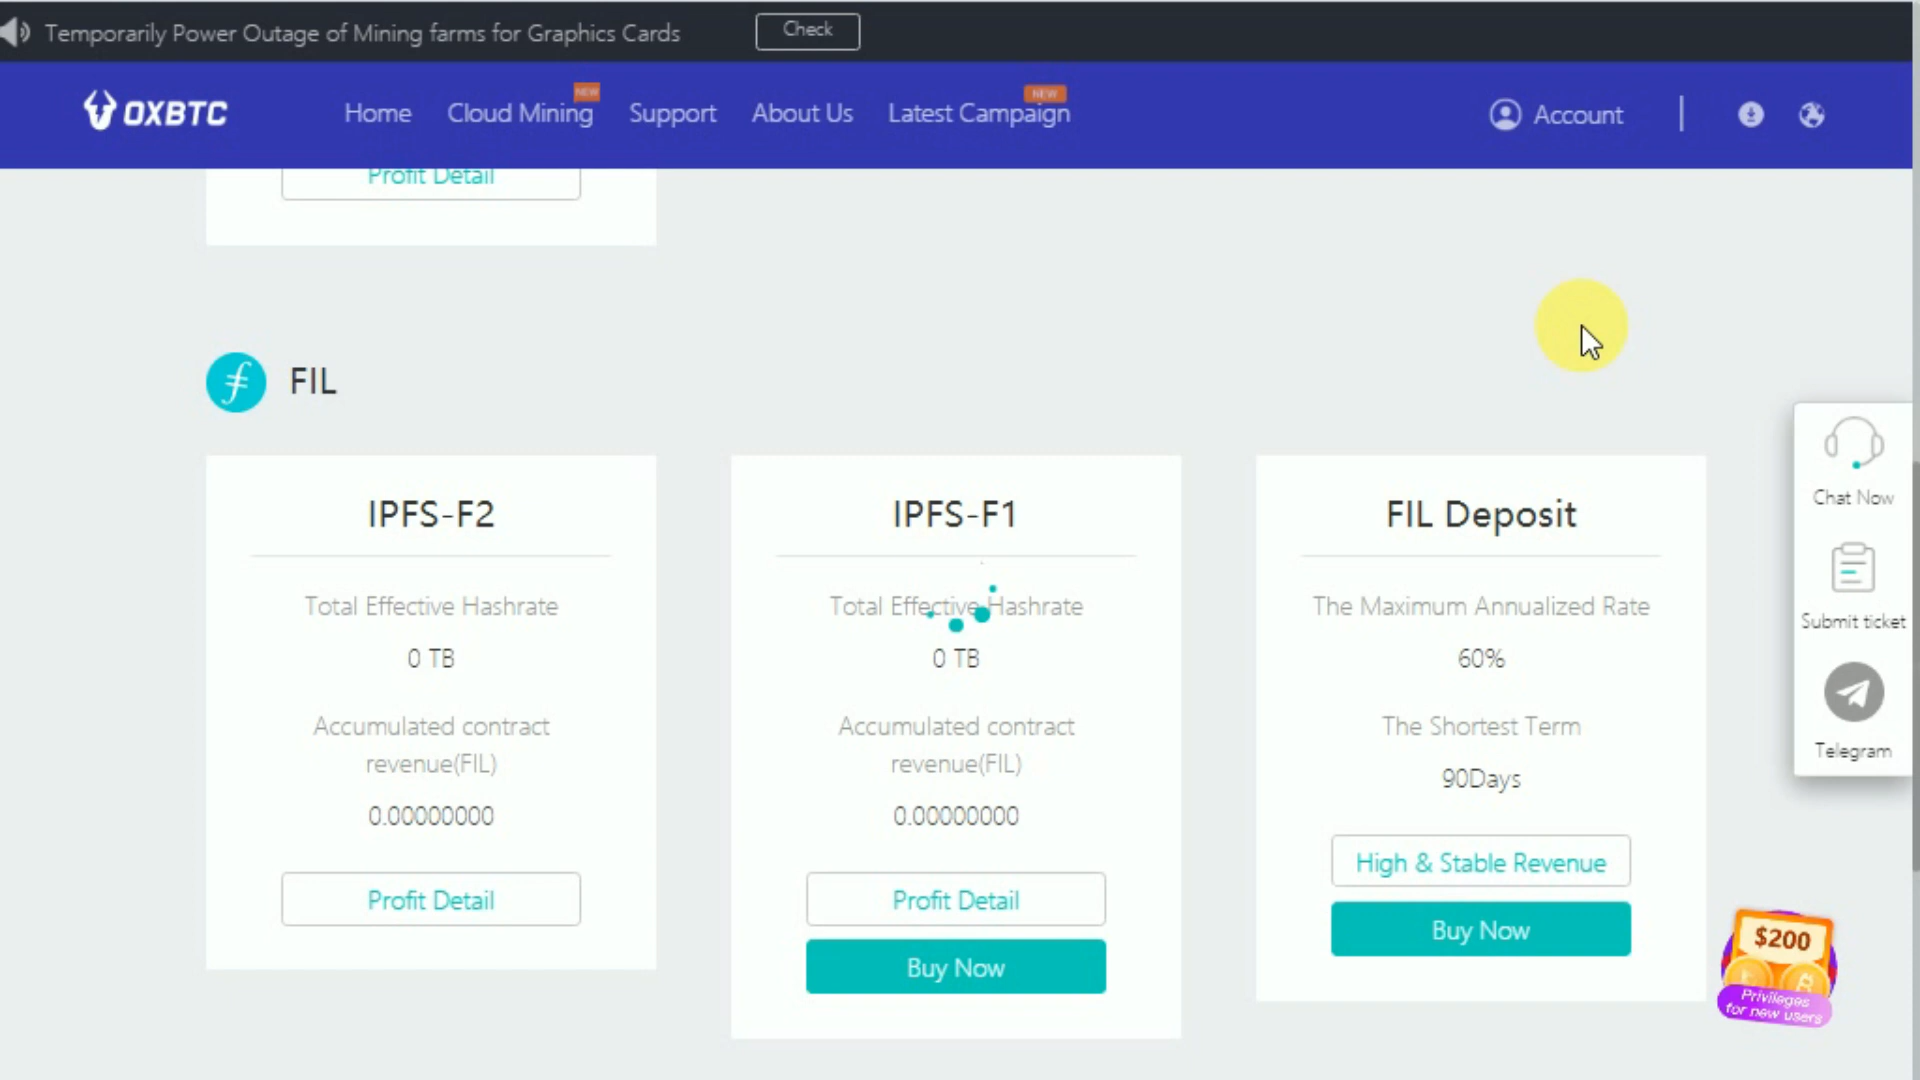 Temporarily Power Outage of Mining farms for Graphics Cards
Check
OXBTC
Home
Cloud Mining
NEW
Support
About Us
Latest Campaign
NEW
Account
Profit Detail
FIL
IPFS-F2
Total Effective Hashrate
0 TB
Accumulated contract
revenue(FIL)
0.00000000
Profit Detail
IPFS-F1
Total Effective Hashrate
0 TB
Accumulated contract
revenue(FIL)
0.00000000
Profit Detail
Buy Now
FIL Deposit
The Maximum Annualized Rate
60%
The Shortest Term
90Days
High & Stable Revenue
Buy Now
Chat Now
Submit ticket
Telegram
$200
Privileges
for new users